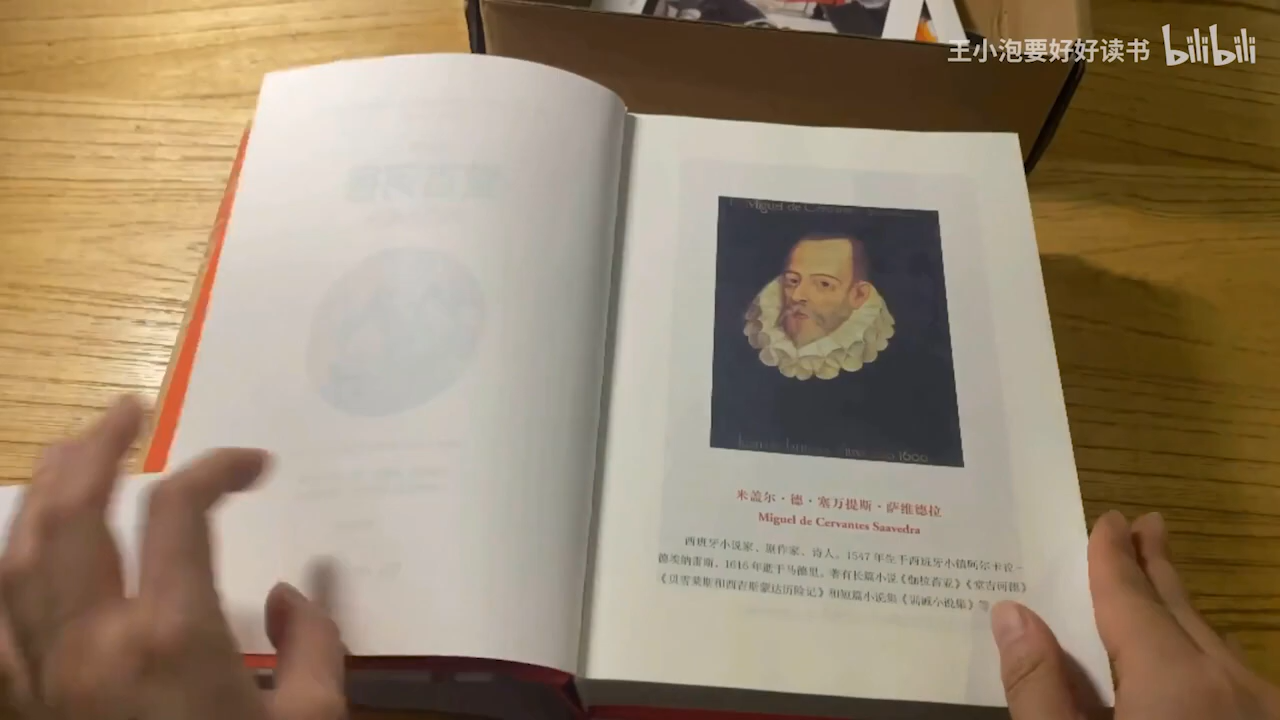 王小泡要好好读书 bilibili
Miguel de Cervantes
1600
米盖尔·德·塞万提斯·萨维德拉
Miguel de Cervantes Saavedra
西班牙小说家、剧作家、诗人。1547年生于西班牙小镇阿尔卡拉-
德埃纳雷斯，1616年逝于马德里。著有长篇小说《伽拉苔亚》《堂吉诃德》
《贝雪莱斯和西吉斯蒙达历险记》和短篇小说集《训诫小说集》等